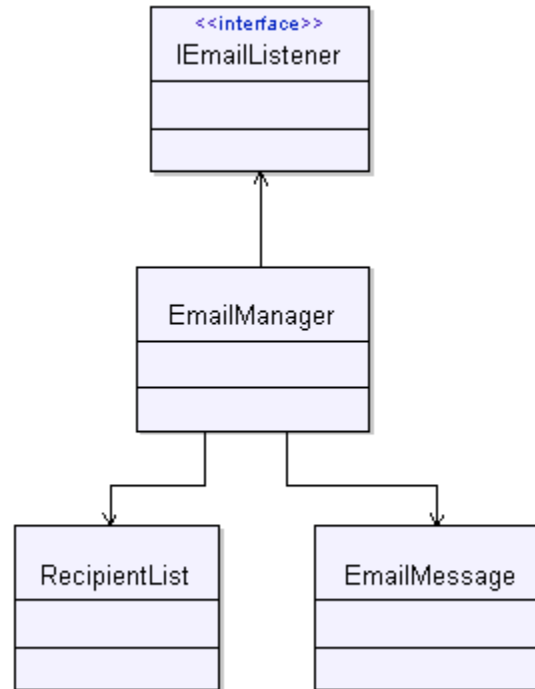 <<interface>>
IEmailListener
EmailManager
RecipientList
EmailMessage